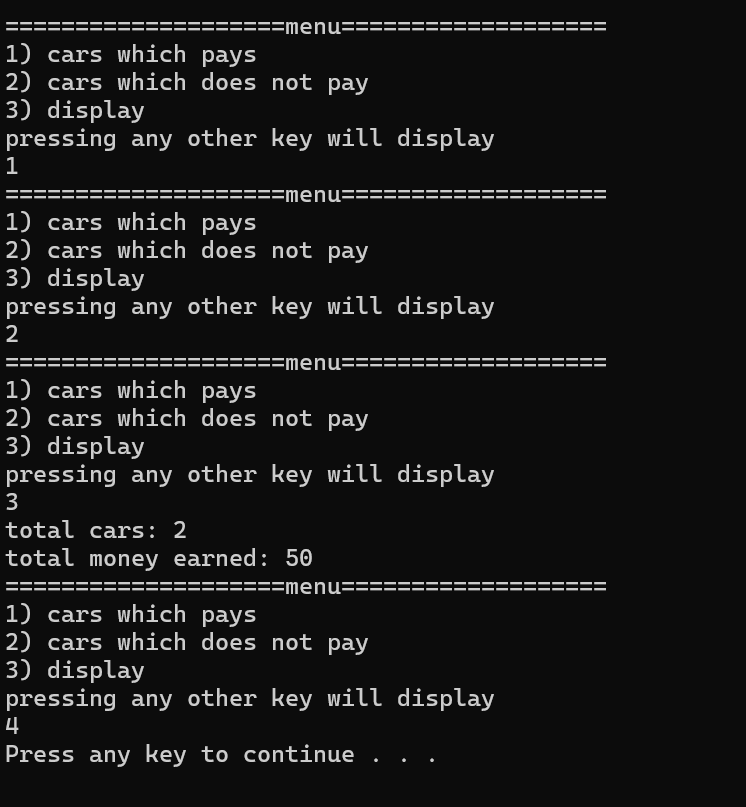 ====================menu===================
1) cars which pays
2) cars which does not pay
3) display
pressing any other key will display
1
====================menu===================
1) cars which pays
2) cars which does not pay
3) display
pressing any other key will display
2
====================menu===================
1) cars which pays
2) cars which does not pay
3) display
pressing any other key will display
3
total cars: 2
total money earned: 50
====================menu===================
1) cars which pays
2) cars which does not pay
3) display
pressing any other key will display
4
Press any key to continue . . .